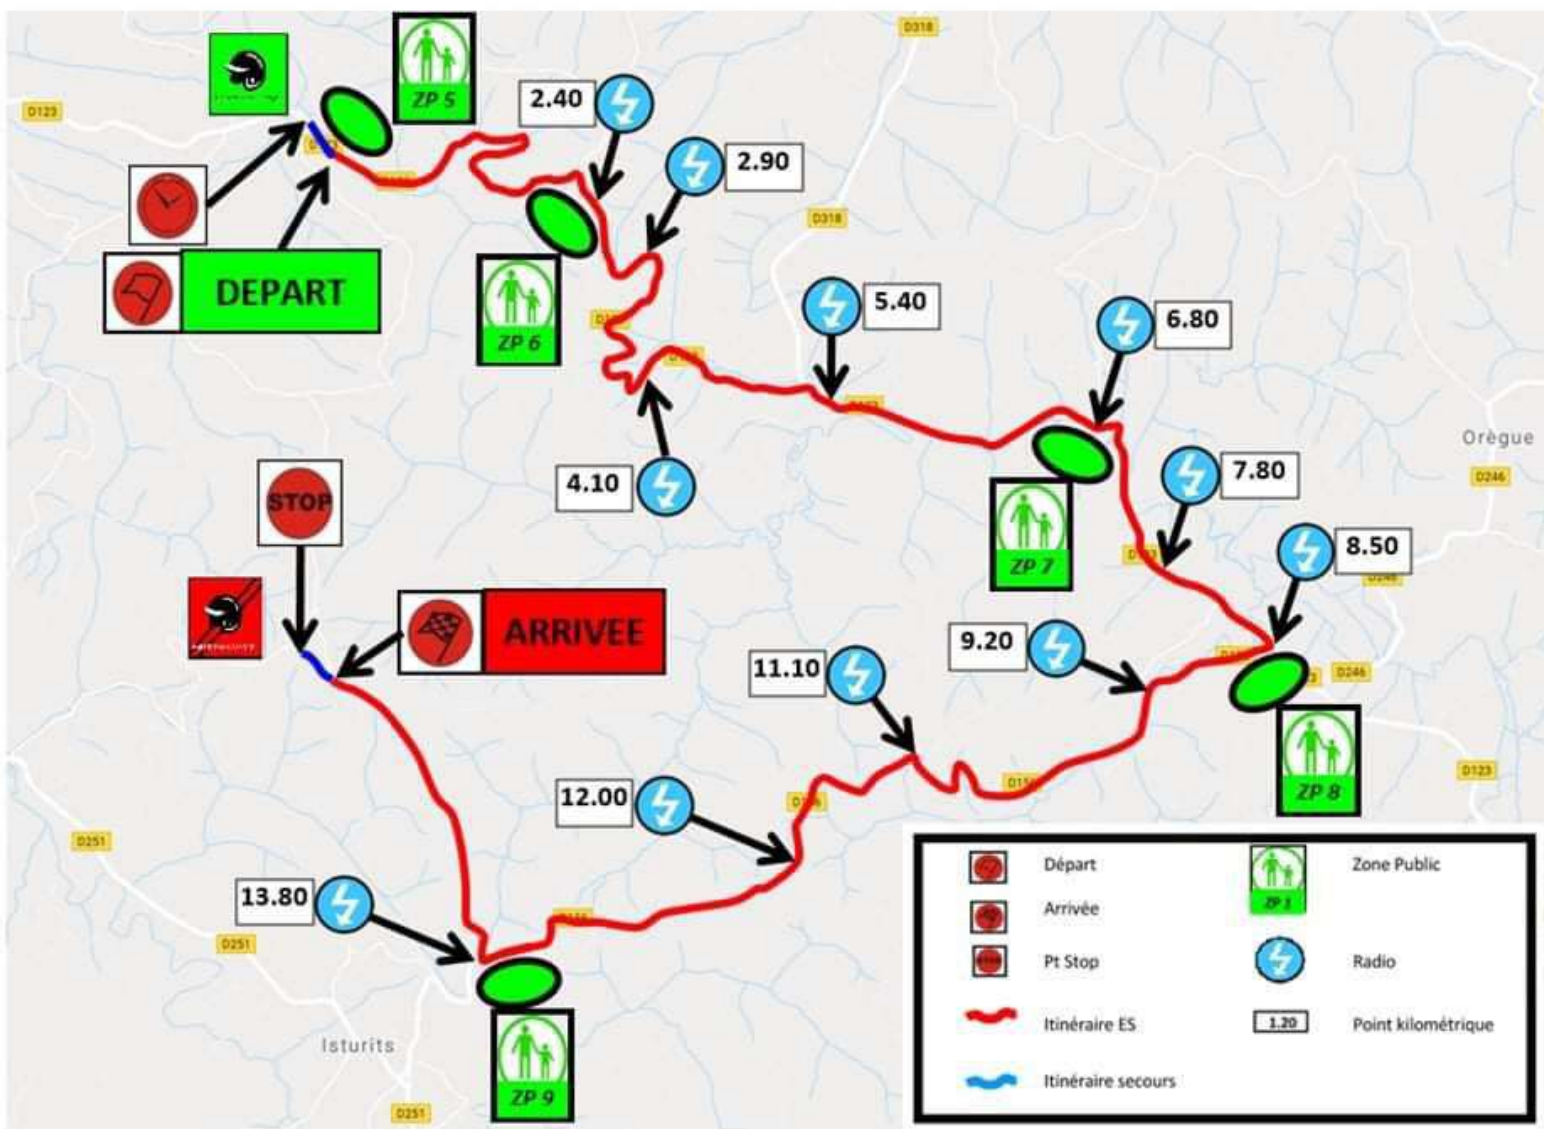 D318
ZP 5
D123
2.40
2.90
D318
DEPART
ZP 6
5.40
6.80
Orègue
D246
4.10
7.80
STOP
ZP 7
8.50
D246
ARRIVEE
9.20
11.10
D246
ZP 8
D123
12.00
D251
13.80
D251
Isturits
ZP 9
D251
Départ
Zone Public
ZP 1
Arrivée
Pt Stop
Radio
Itinéraire ES
1.20
Point kilométrique
Itinéraire secours